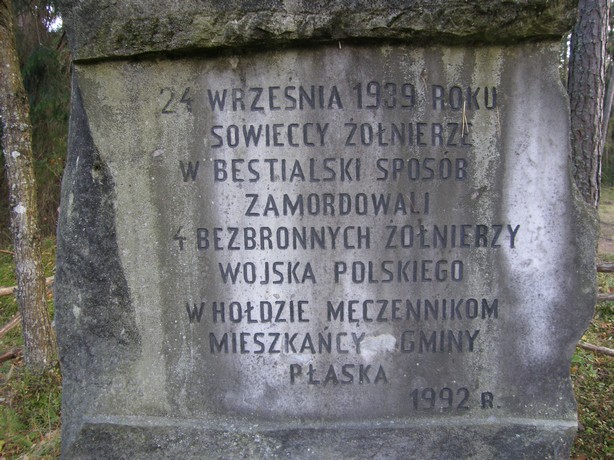 24 WRZEŚNIA 1939 ROKU
SOWIECCY ŻOŁNIERZE
W BESTIALSKI SPOSÓB
ZAMORDOWALI
4 BEZBRONNYCH ŻOŁNIERZY
WOJSKA POLSKIEGO
W HOŁDZIE MĘCZENNIKOM
MIESZKAŃCY GMINY
PŁASKA
1992 R.